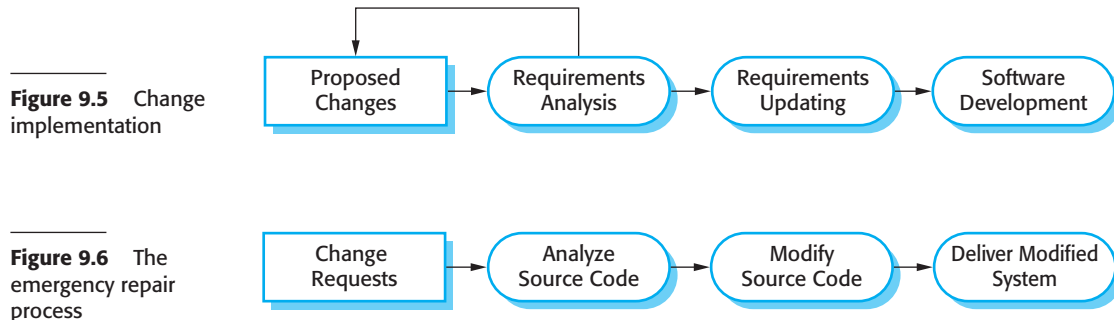 Figure 9.5 Change
implementation
Proposed
Changes
Requirements
Analysis
Requirements
Updating
Software
Development
Figure 9.6 The
emergency repair
process
Change
Requests
Analyze
Source Code
Modify
Source Code
Deliver Modified
System